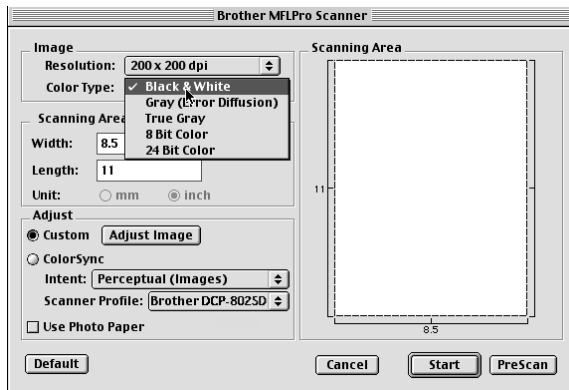 Brother MFLPro Scanner
Image
Resolution: 200 x 200 dpi
Color Type: Black & White
Gray (Error Diffusion)
True Gray
8 Bit Color
24 Bit Color
Scanning Area
Width: 8.5
Length: 11
Unit: mm inch
Adjust
Custom Adjust Image
ColorSync
Intent: Perceptual (Images)
Scanner Profile: Brother DCP-8025D
Use Photo Paper
Scanning Area
11
8.5
Default
Cancel Start PreScan